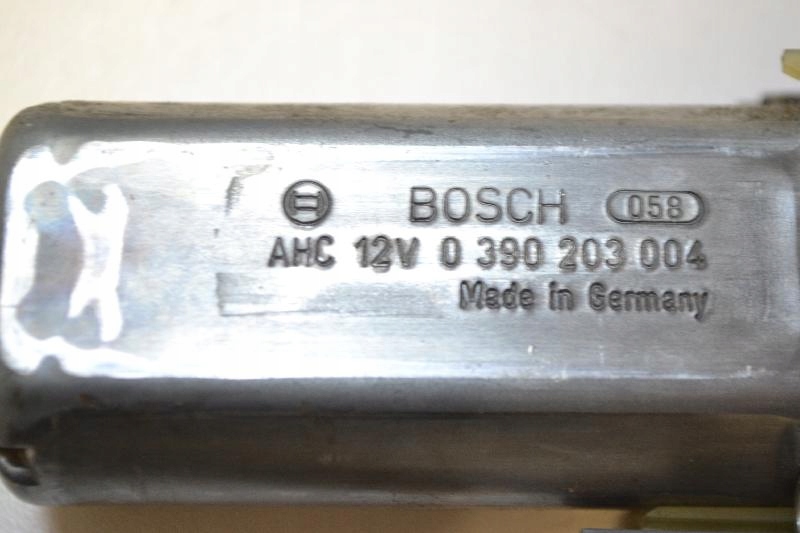 BOSCH 058
AHC 12V 0 390 203 004
Made in Germany